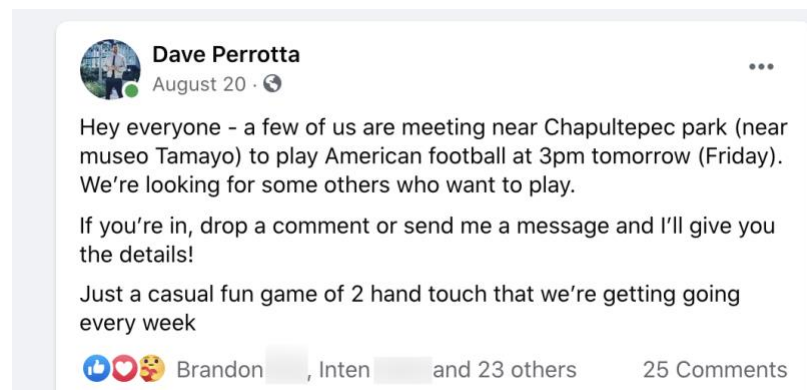 Dave Perrotta
August 20 ·
Hey everyone - a few of us are meeting near Chapultepec park (near
museo Tamayo) to play American football at 3pm tomorrow (Friday).
We're looking for some others who want to play.
If you're in, drop a comment or send me a message and I'll give you
the details!
Just a casual fun game of 2 hand touch that we're getting going
every week
Brandon , Inten and 23 others 25 Comments